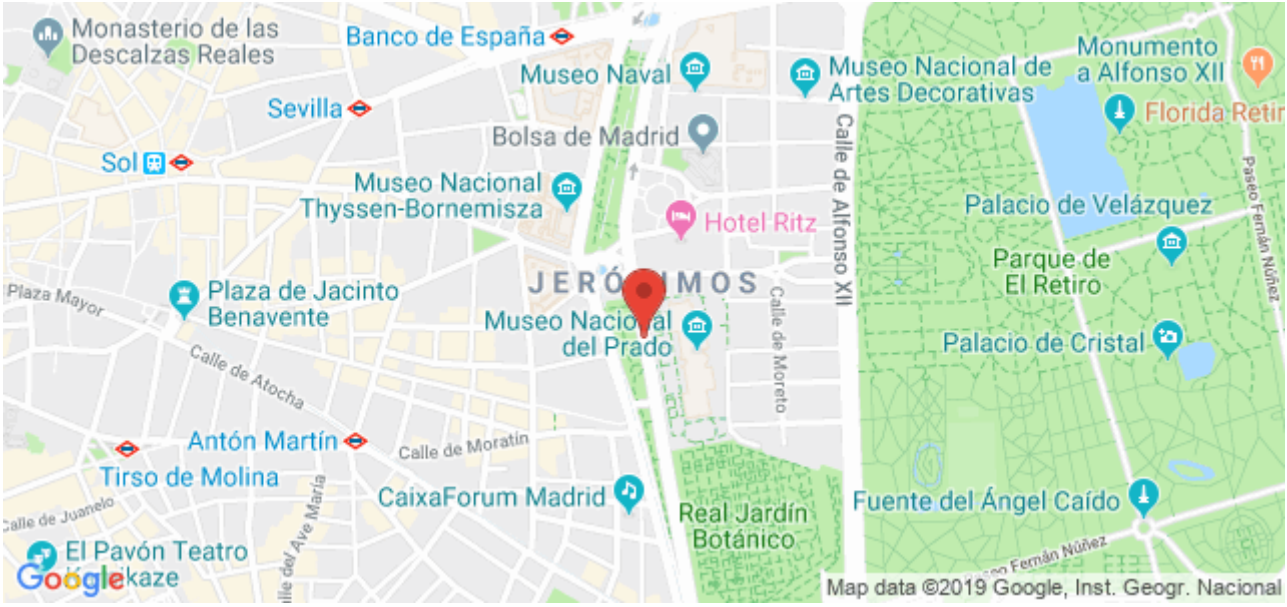 Monasterio de las
Descalzas Reales
Banco de España
Museo Naval
Museo Nacional de
Artes Decorativas
Monumento
a Alfonso XII
Florida Retir
Sevilla
Bolsa de Madrid
Calle de Alfonso XII
Sol
Museo Nacional
Thyssen-Bornemisza
Hotel Ritz
Palacio de Velázquez
Paseo Fernán Núñez
Parque de
El Retiro
JERÓ IMOS
Plaza Mayor
Plaza de Jacinto
Benavente
Museo Nacional
del Prado
Calle de Moreto
Palacio de Cristal
Calle de Atocha
Antón Martín
Calle de Moratín
Tirso de Molina
CaixaForum Madrid
Real Jardín
Botánico
Fuente del Ángel Caído
Calle de Juanelo
Calle del Ave María
El Pavón Teatro
kaze
Paseo Fernán Núñez
Google
Map data ©2019 Google, Inst. Geogr. Nacional